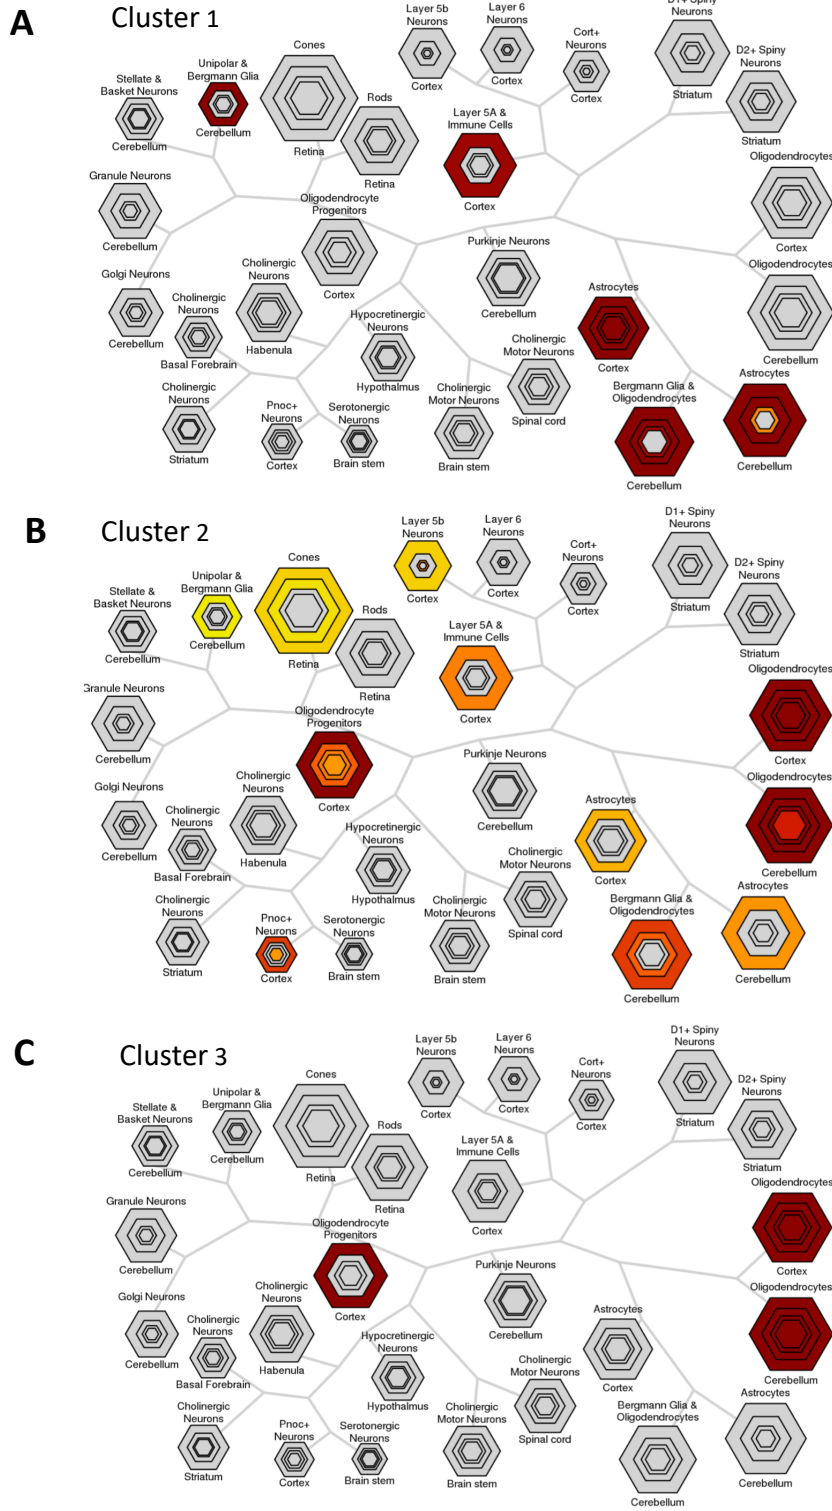 A
Cluster 1
Layer 5b
Neurons
Cortex
Layer 6
Neurons
Cortex
Cort+
Neurons
Cortex
D1+ Spiny
Neurons
Striatum
D2+ Spiny
Neurons
Striatum
Stellate &
Basket Neurons
Cerebellum
Unipolar &
Bergmann Glia
Cerebellum
Cones
Retina
Rods
Retina
Layer 5A &
Immune Cells
Cortex
Oligodendrocytes
Cortex
Granule Neurons
Cerebellum
Oligodendrocyte
Progenitors
Cortex
Purkinje Neurons
Cerebellum
Oligodendrocytes
Cerebellum
Golgi Neurons
Cerebellum
Cholinergic
Neurons
Basal Forebrain
Cholinergic
Neurons
Habenula
Hypocretinergic
Neurons
Hypothalmus
Astrocytes
Cortex
Cholinergic
Motor Neurons
Spinal cord
Cholinergic
Neurons
Striatum
Pnoc+
Neurons
Cortex
Serotonergic
Neurons
Brain stem
Cholinergic
Motor Neurons
Brain stem
Bergmann Glia &
Oligodendrocytes
Cerebellum
Astrocytes
Cerebellum
B
Cluster 2
Layer 5b
Neurons
Cortex
Layer 6
Neurons
Cortex
Cort+
Neurons
Cortex
D1+ Spiny
Neurons
Striatum
D2+ Spiny
Neurons
Striatum
Stellate &
Basket Neurons
Cerebellum
Unipolar &
Bergmann Glia
Cerebellum
Cones
Retina
Rods
Retina
Layer 5A &
Immune Cells
Cortex
Oligodendrocytes
Cortex
Granule Neurons
Cerebellum
Oligodendrocyte
Progenitors
Cortex
Purkinje Neurons
Cerebellum
Oligodendrocytes
Cerebellum
Golgi Neurons
Cerebellum
Cholinergic
Neurons
Basal Forebrain
Cholinergic
Neurons
Habenula
Hypocretinergic
Neurons
Hypothalmus
Astrocytes
Cortex
Cholinergic
Motor Neurons
Spinal cord
Cholinergic
Neurons
Striatum
Pnoc+
Neurons
Cortex
Serotonergic
Neurons
Brain stem
Cholinergic
Motor Neurons
Brain stem
Bergmann Glia &
Oligodendrocytes
Cerebellum
Astrocytes
Cerebellum
C
Cluster 3
Layer 5b
Neurons
Cortex
Layer 6
Neurons
Cortex
Cort+
Neurons
Cortex
D1+ Spiny
Neurons
Striatum
D2+ Spiny
Neurons
Striatum
Stellate &
Basket Neurons
Cerebellum
Unipolar &
Bergmann Glia
Cerebellum
Cones
Retina
Rods
Retina
Layer 5A &
Immune Cells
Cortex
Oligodendrocytes
Cortex
Granule Neurons
Cerebellum
Oligodendrocyte
Progenitors
Cortex
Purkinje Neurons
Cerebellum
Oligodendrocytes
Cerebellum
Golgi Neurons
Cerebellum
Cholinergic
Neurons
Basal Forebrain
Cholinergic
Neurons
Habenula
Hypocretinergic
Neurons
Hypothalmus
Astrocytes
Cortex
Cholinergic
Motor Neurons
Spinal cord
Cholinergic
Neurons
Striatum
Pnoc+
Neurons
Cortex
Serotonergic
Neurons
Brain stem
Cholinergic
Motor Neurons
Brain stem
Bergmann Glia &
Oligodendrocytes
Cerebellum
Astrocytes
Cerebellum